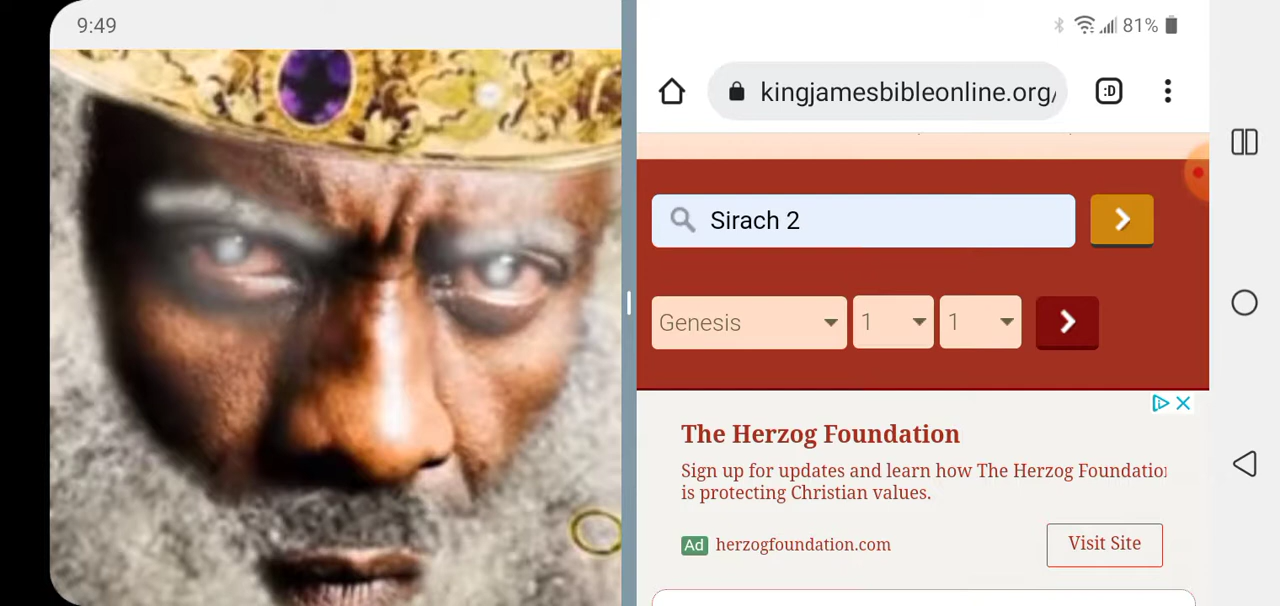 9:49
81%
kingjamesbibleonline.org/
:D
Sirach 2
Genesis
1
1
The Herzog Foundation
Sign up for updates and learn how The Herzog Foundation
is protecting Christian values.
Ad herzogfoundation.com
Visit Site